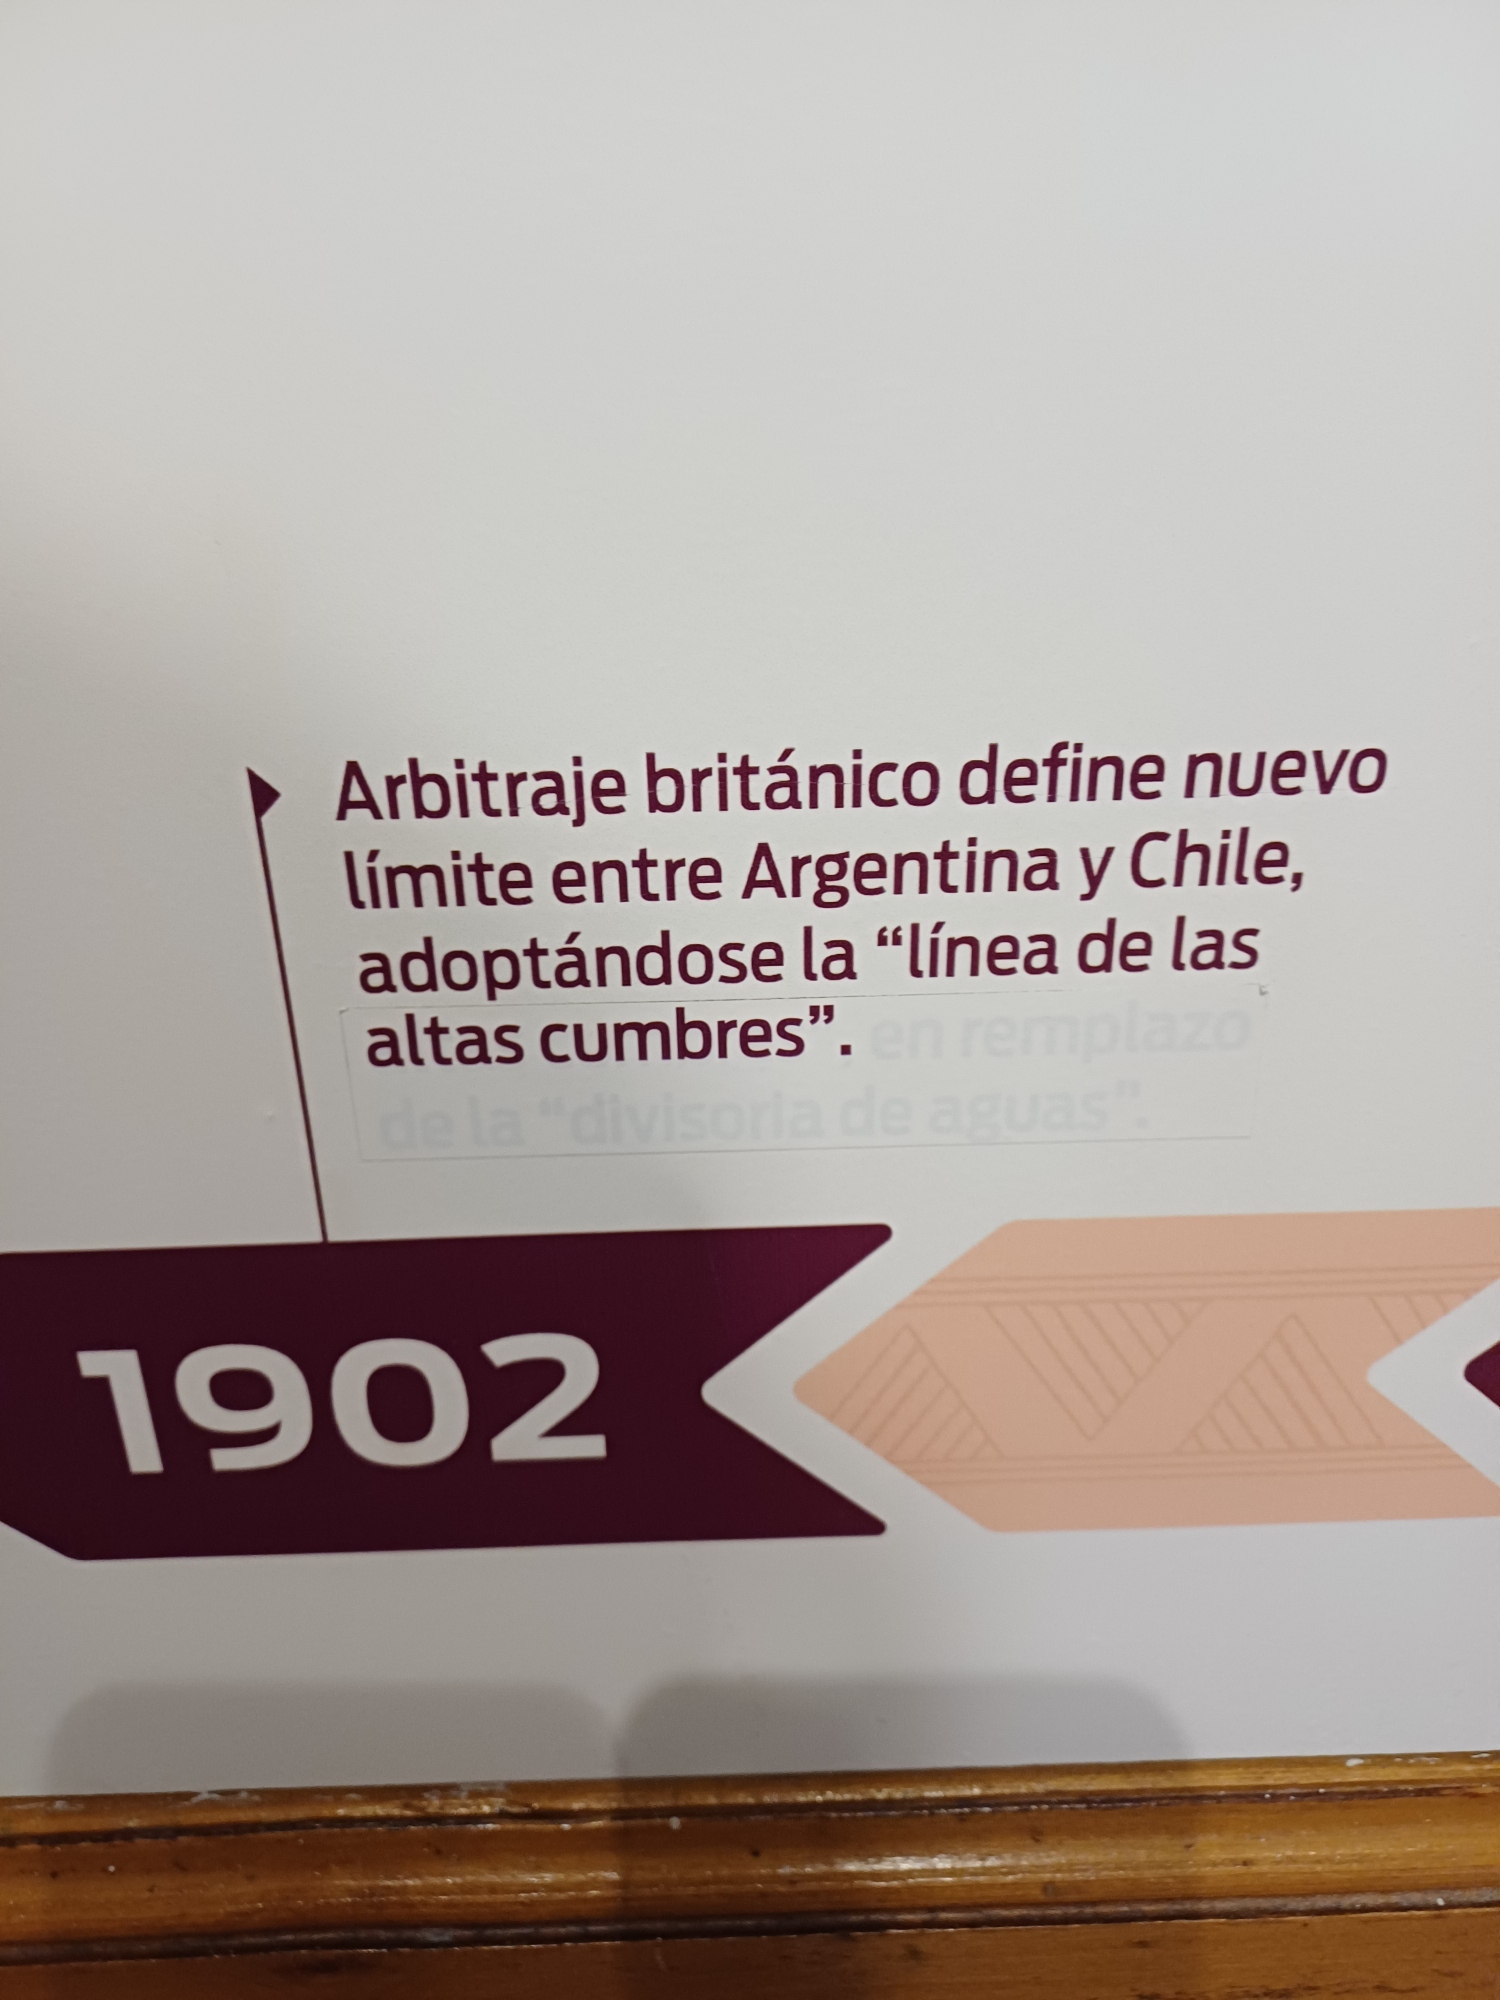 Arbitraje británico define nuevo
límite entre Argentina y Chile,
adoptándose la “línea de las
altas cumbres”. , en remplazo
de la “divisoria de aguas”.
1902